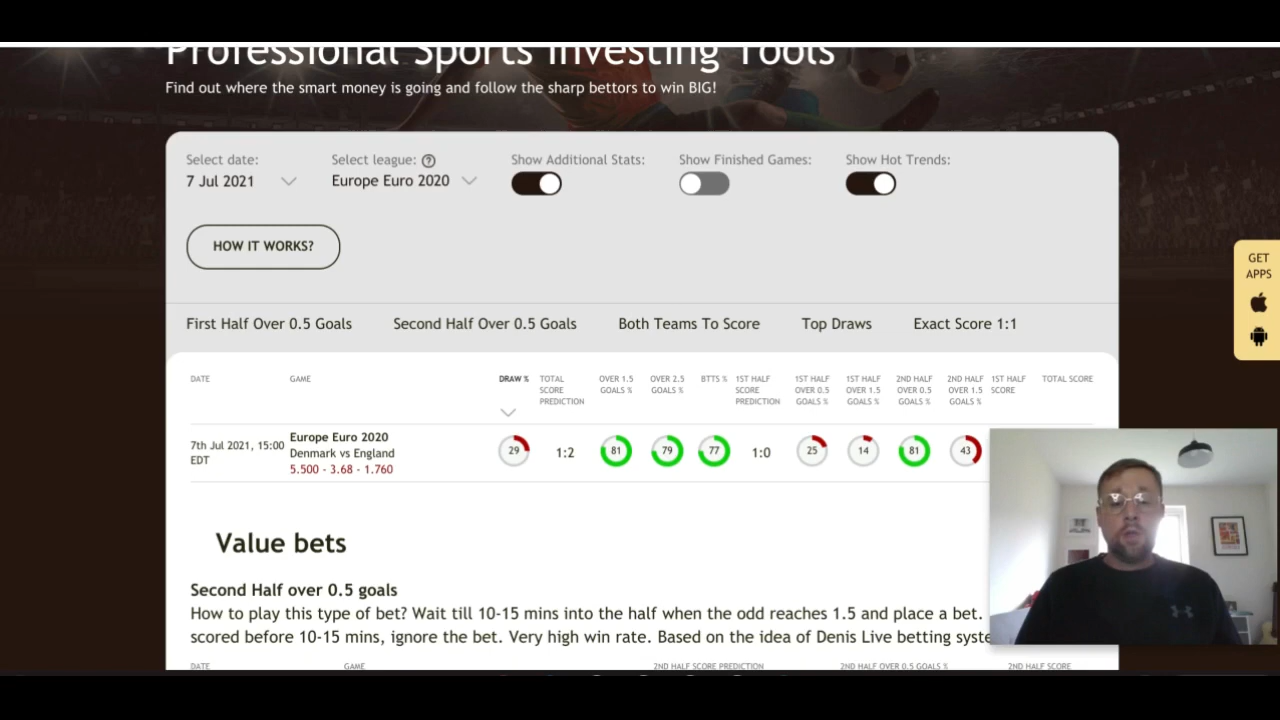 Professional Sports Investing Tools
Find out where the smart money is going and follow the sharp bettors to win BIG!
Select date:
7 Jul 2021
Select league: ?
Europe Euro 2020
Show Additional Stats:
Show Finished Games:
Show Hot Trends:
HOW IT WORKS?
GET
APPS
First Half Over 0.5 Goals
Second Half Over 0.5 Goals
Both Teams To Score
Top Draws
Exact Score 1:1
DATE
GAME
DRAW %
TOTAL
SCORE
PREDICTION
OVER 1.5
GOALS %
OVER 2.5
GOALS %
BTTS %
1ST HALF
SCORE
PREDICTION
1ST HALF
OVER 0.5
GOALS %
1ST HALF
OVER 1.5
GOALS %
2ND HALF
OVER 0.5
GOALS %
2ND HALF
OVER 1.5
GOALS %
1ST HALF
SCORE
TOTAL SCORE
7th Jul 2021, 15:00
EDT
Europe Euro 2020
Denmark vs England
5.500 - 3.68 - 1.760
29
1:2
81
79
77
1:0
25
14
81
43
Value bets
Second Half over 0.5 goals
How to play this type of bet? Wait till 10-15 mins into the half when the odd reaches 1.5 and place a bet.
scored before 10-15 mins, ignore the bet. Very high win rate. Based on the idea of Denis Live betting syste
DATE
GAME
2ND HALF SCORE PREDICTION
2ND HALF OVER 0.5 GOALS %
2ND HALF SCORE